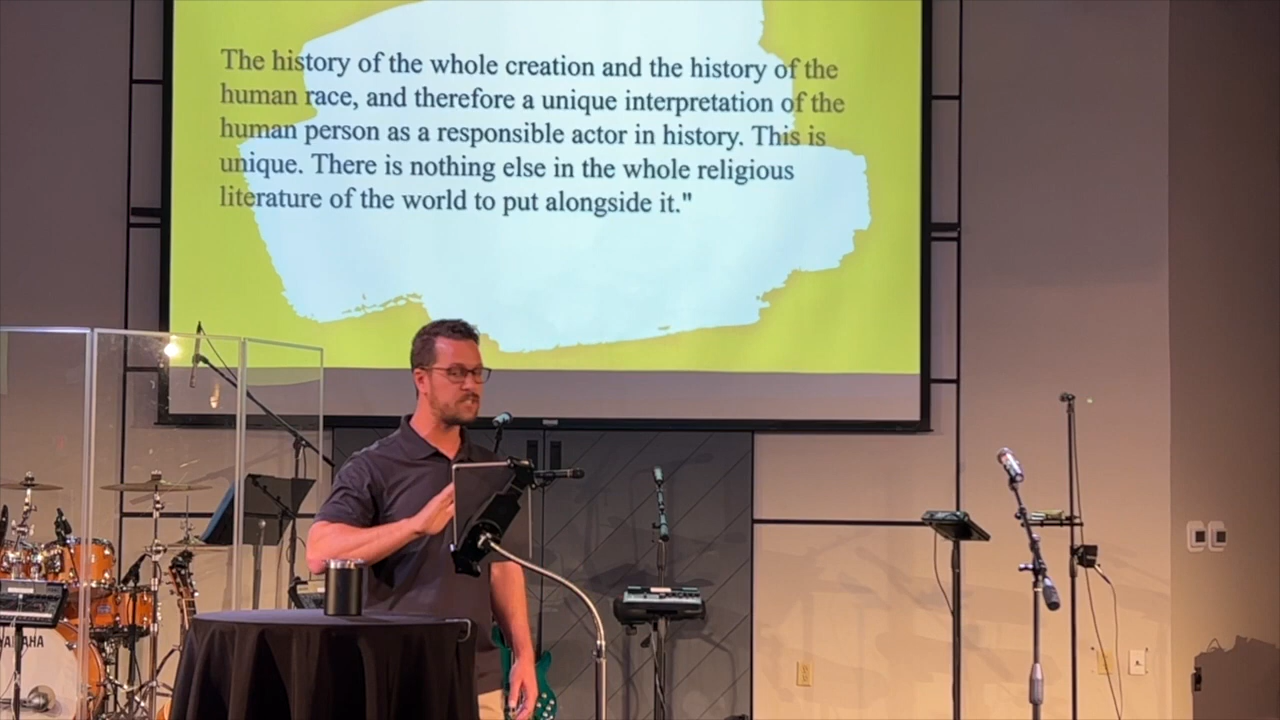 The history of the whole creation and the history of the
human race, and therefore a unique interpretation of the
human person as a responsible actor in history. This is
unique. There is nothing else in the whole religious
literature of the world to put alongside it."
YAMAHA